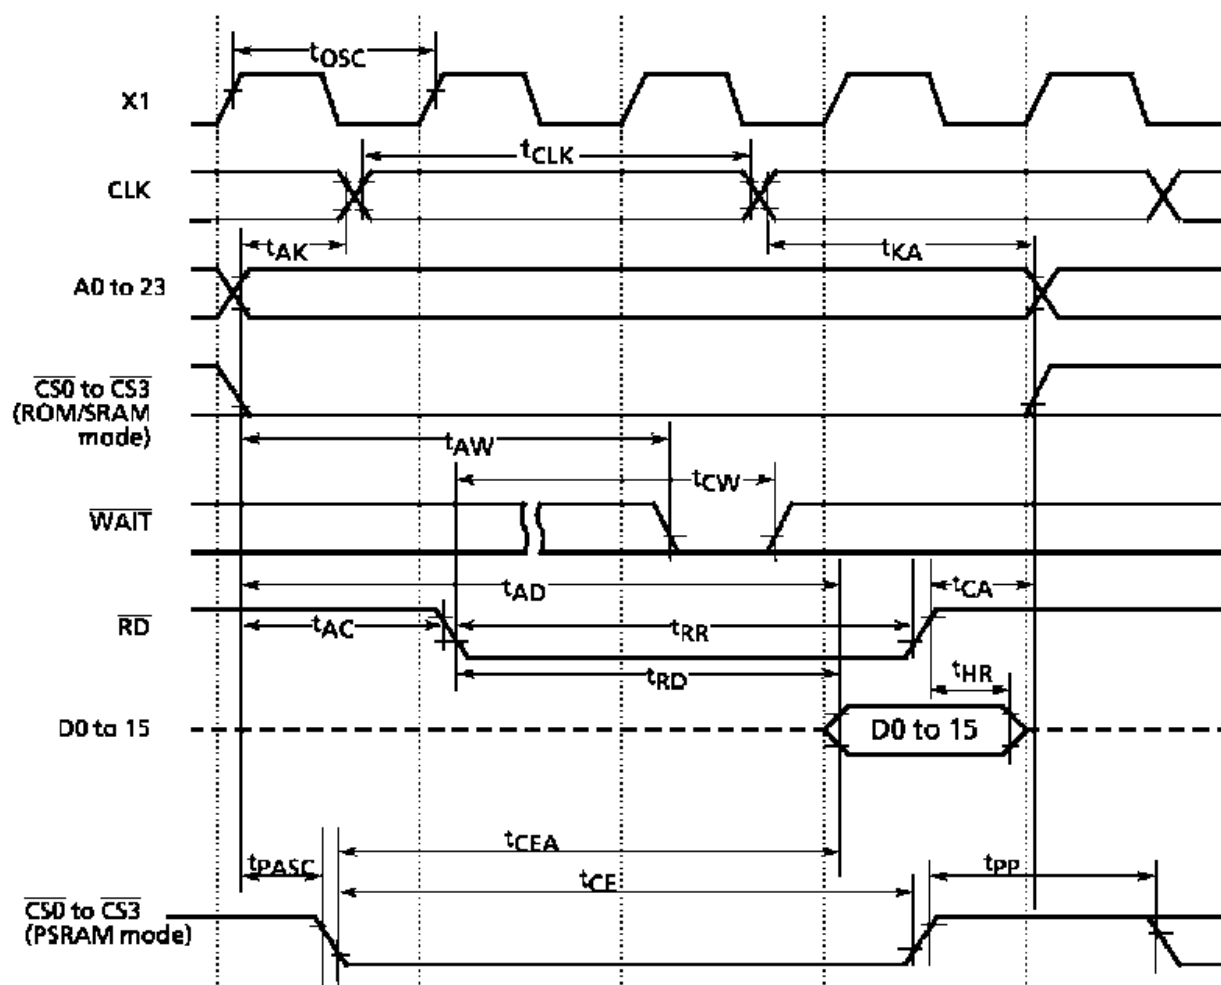 tOSC
X1
tCLK
CLK
tAK
tKA
A0 to 23
CS0 to CS3
(ROM/SRAM
mode)
tAW
tCW
WAIT
tAD
tCA
RD
tAC
tRR
tRD
tHR
D0 to 15
D0 to 15
tCEA
tPASC
tCE
tPP
CS0 to CS3
(PSRAM mode)